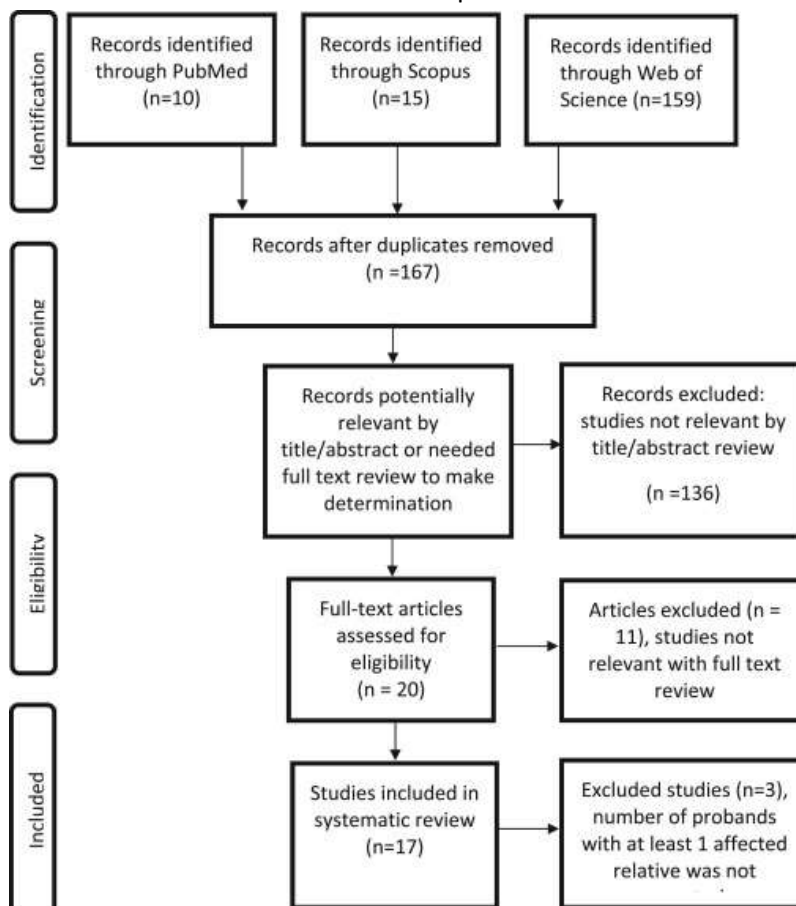 Identification
Records identified
through PubMed
(n=10)
Records identified
through Scopus
(n=15)
Records identified
through Web of
Science (n=159)
Records after duplicates removed
(n =167)
Screening
Records potentially
relevant by
title/abstract or needed
full text review to make
determination
Records excluded:
studies not relevant by
title/abstract review
(n =136)
Eligibility
Full-text articles
assessed for
eligibility
(n = 20)
Articles excluded (n =
11), studies not
relevant with full text
review
Included
Studies included in
systematic review
(n=17)
Excluded studies (n=3),
number of probands
with at least 1 affected
relative was not